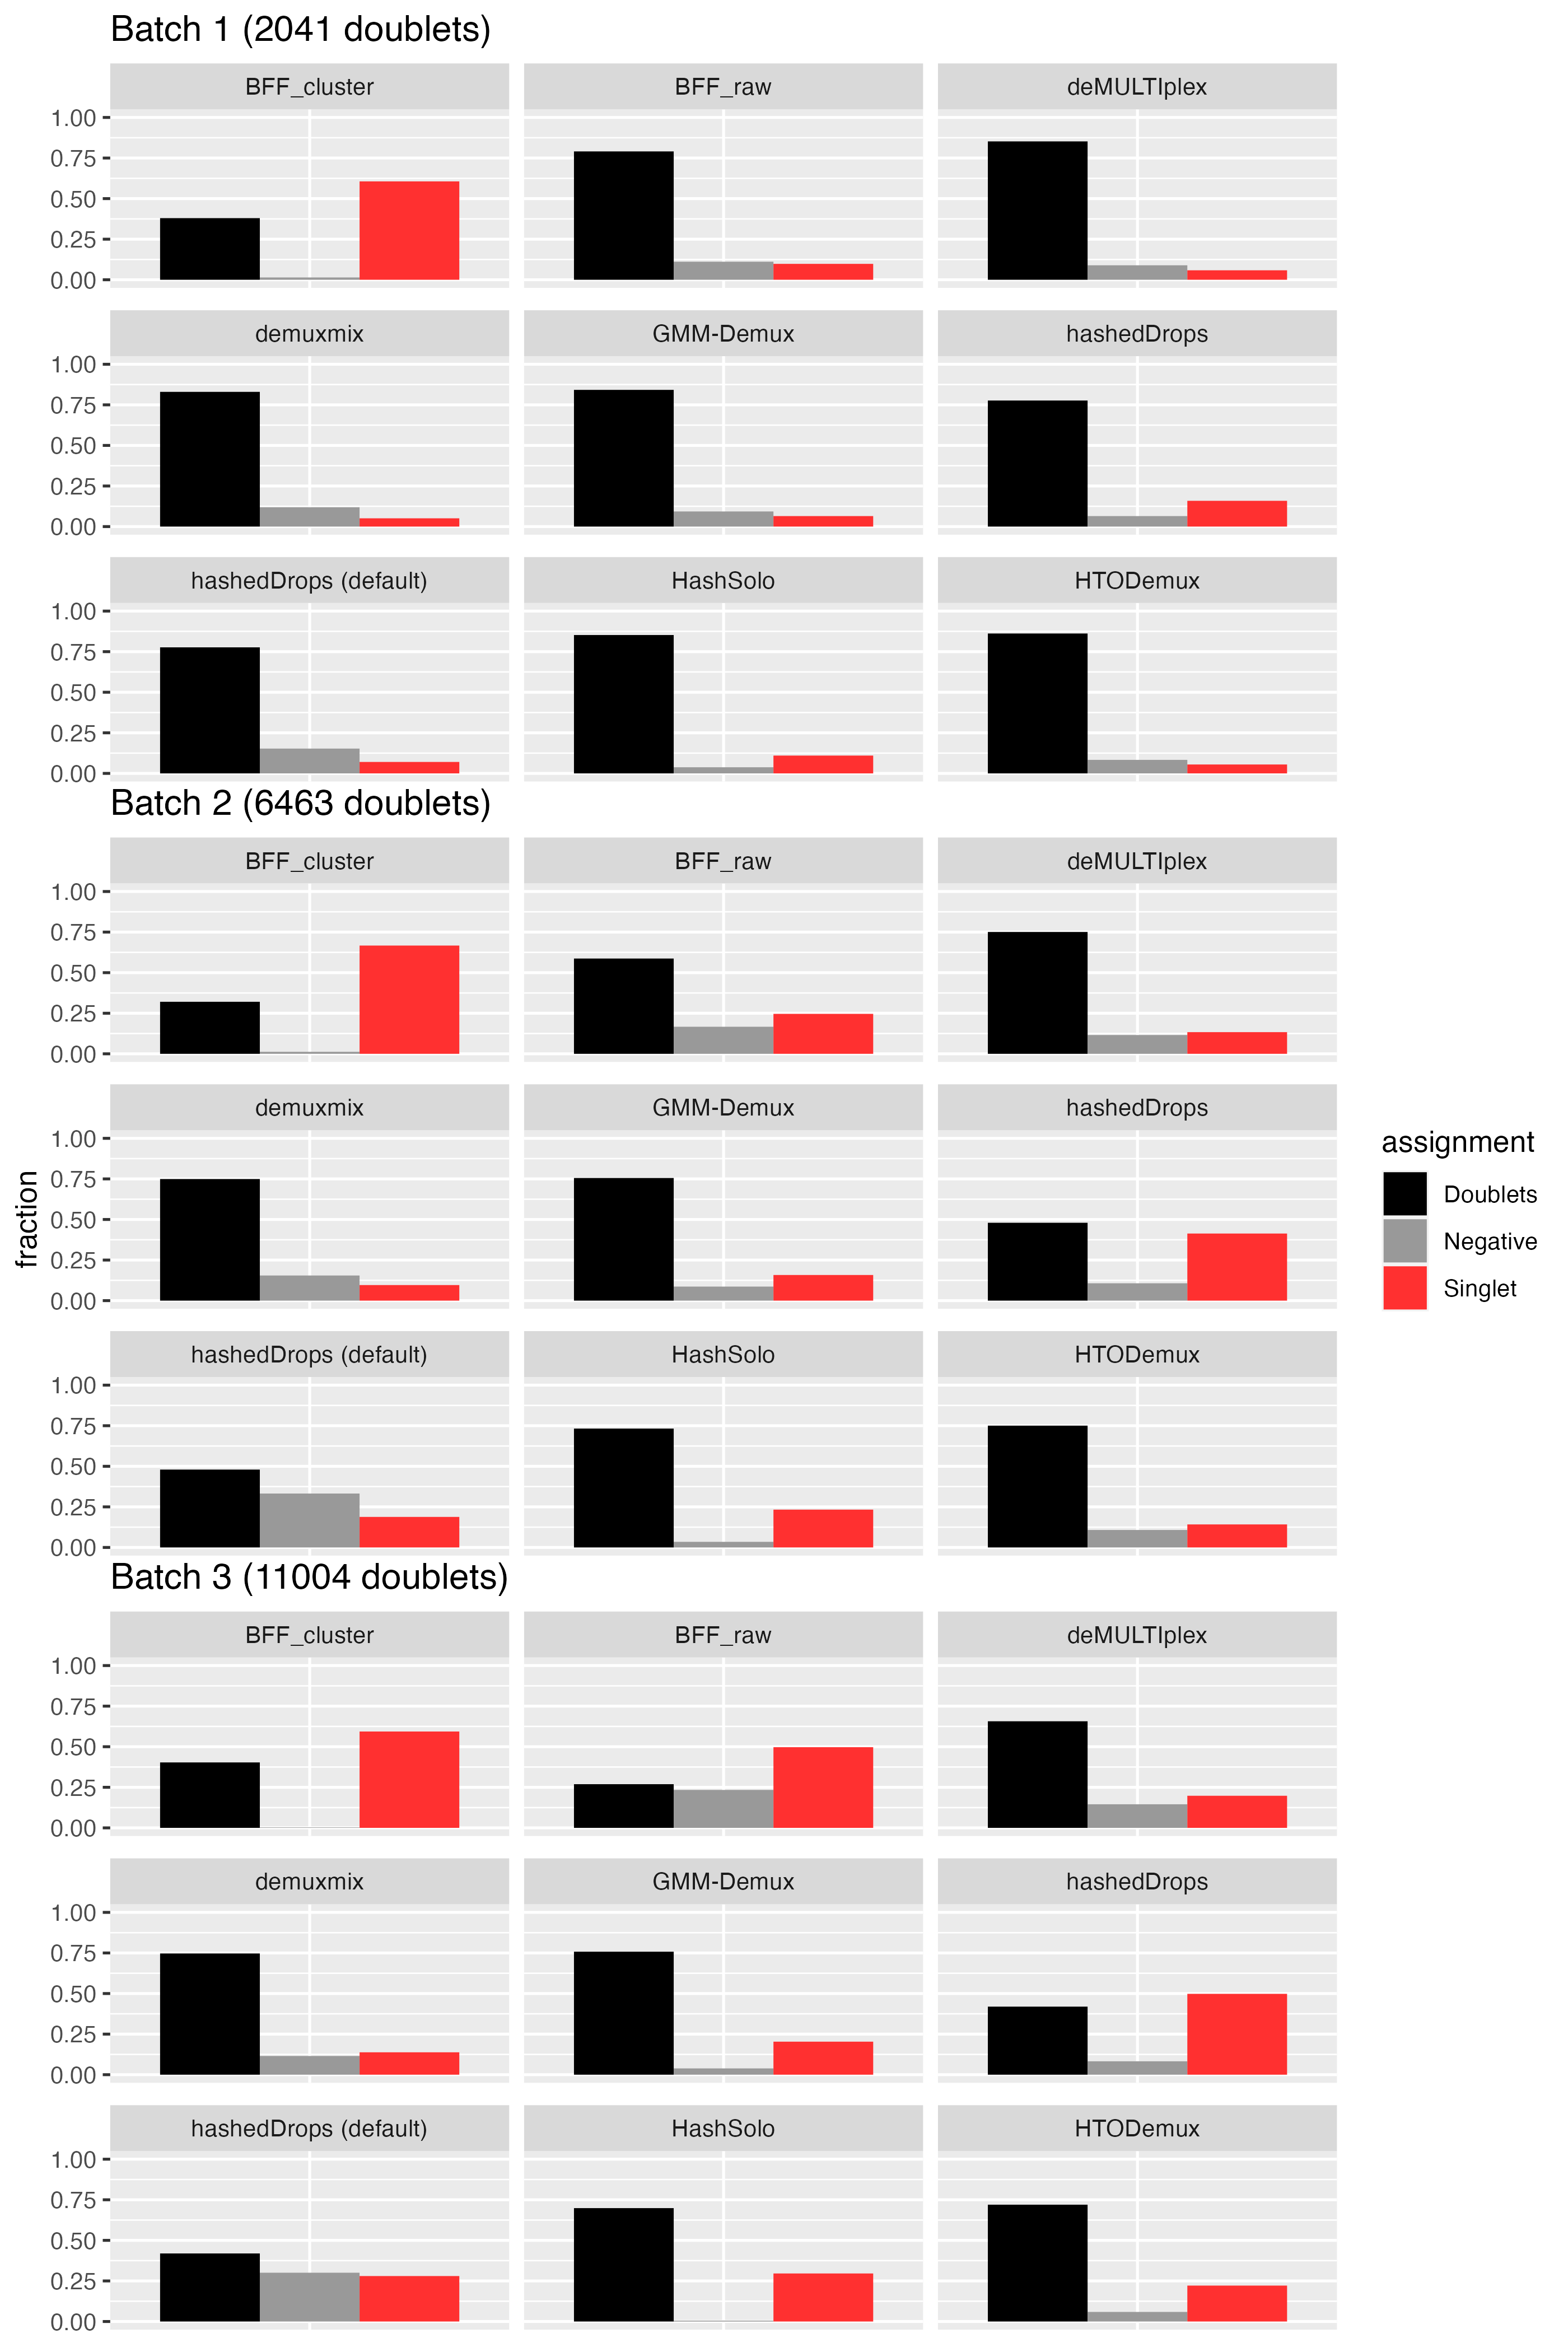 Batch 1 (2041 doublets)
BFF_cluster BFF_raw deMULTIplex
1.00
0.75
0.50
0.25
0.00
demuxmix GMM-Demux hashedDrops
1.00
0.75
0.50
0.25
0.00
hashedDrops (default) HashSolo HTODemux
1.00
0.75
0.50
0.25
0.00
Batch 2 (6463 doublets)
BFF_cluster BFF_raw deMULTIplex
1.00
0.75
0.50
0.25
0.00
demuxmix GMM-Demux hashedDrops
1.00
0.75
0.50
0.25
0.00
hashedDrops (default) HashSolo HTODemux
1.00
0.75
0.50
0.25
0.00
Batch 3 (11004 doublets)
BFF_cluster BFF_raw deMULTIplex
1.00
0.75
0.50
0.25
0.00
demuxmix GMM-Demux hashedDrops
1.00
0.75
0.50
0.25
0.00
hashedDrops (default) HashSolo HTODemux
1.00
0.75
0.50
0.25
0.00
fraction
assignment
Doublets
Negative
Singlet